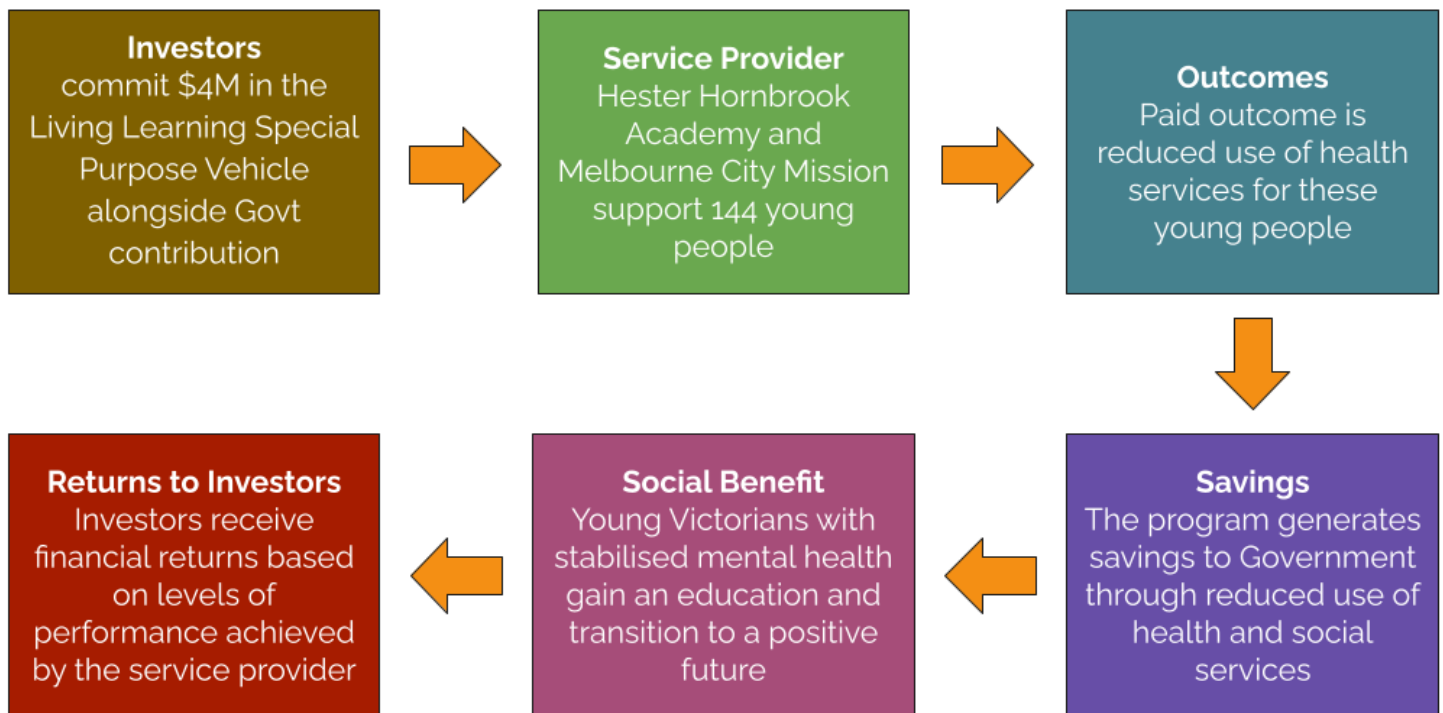 Investors
commit $4M in the
Living Learning Special
Purpose Vehicle
alongside Govt
contribution
Service Provider
Hester Hornbrook
Academy and
Melbourne City Mission
support 144 young
people
Outcomes
Paid outcome is
reduced use of health
services for these
young people
Savings
The program generates
savings to Government
through reduced use of
health and social
services
Social Benefit
Young Victorians with
stabilised mental health
gain an education and
transition to a positive
future
Returns to Investors
Investors receive
financial returns based
on levels of
performance achieved
by the service provider